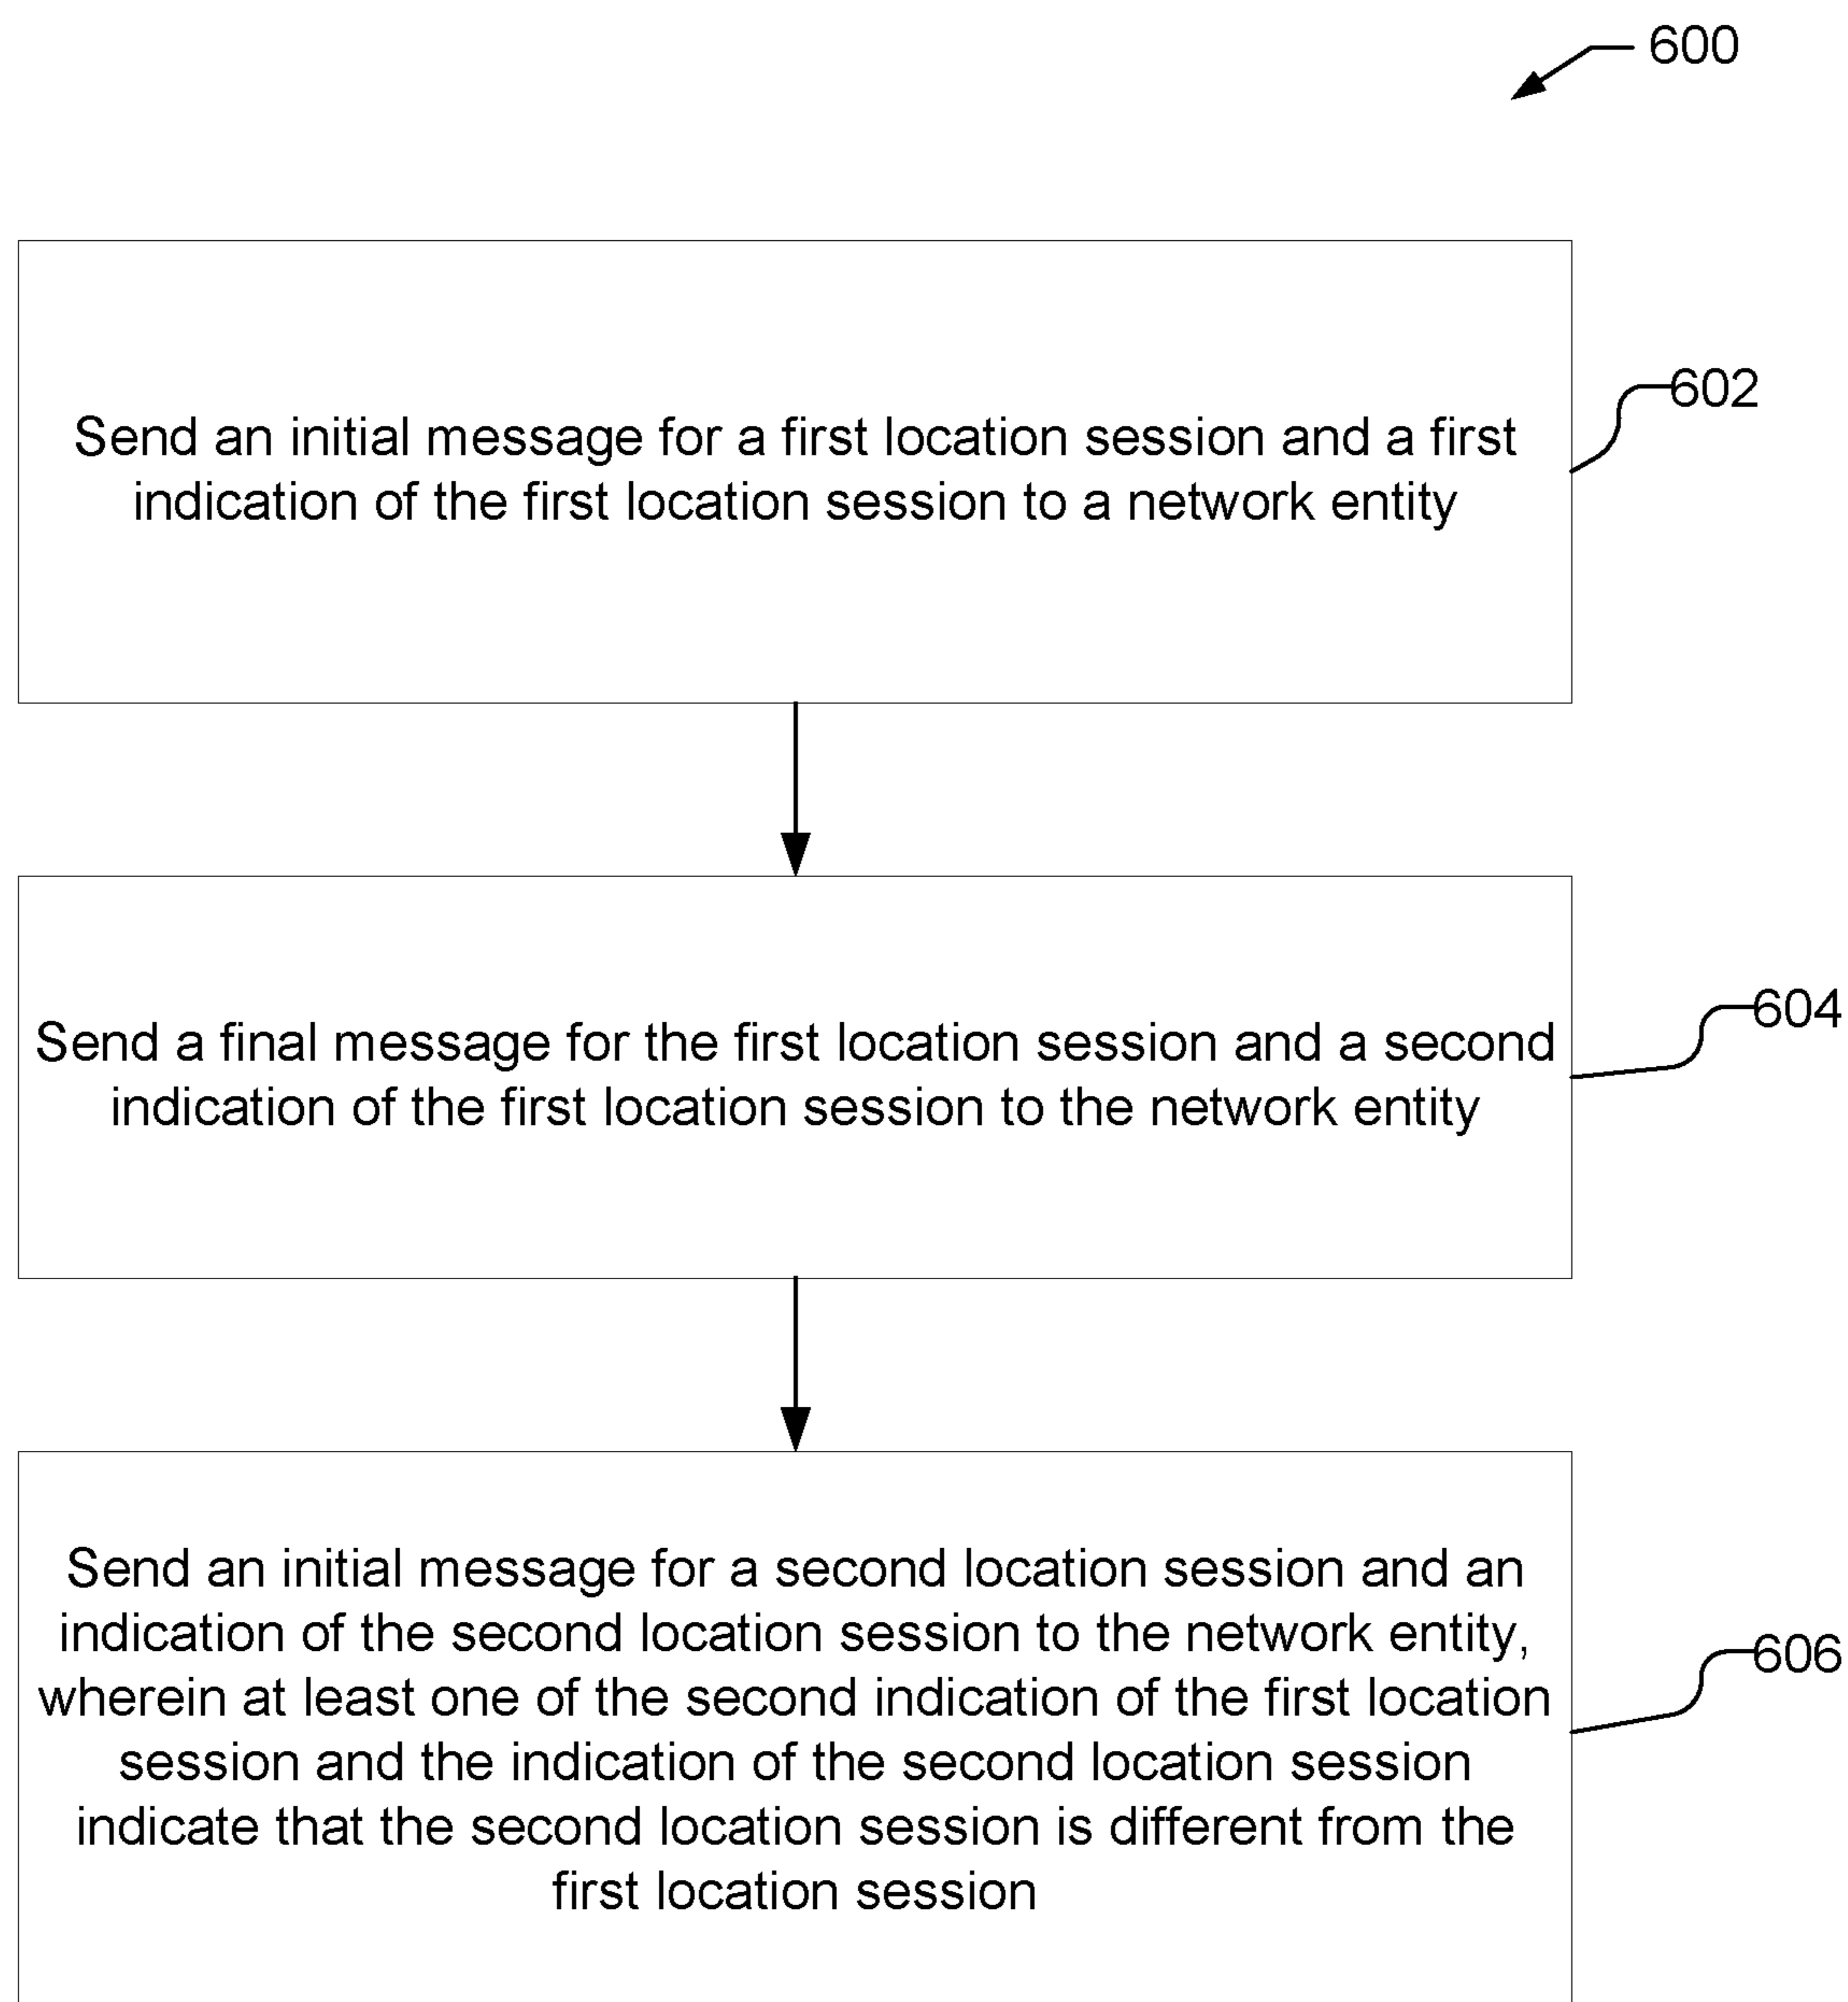 600
Send an initial message for a first location session and a first
indication of the first location session to a network entity
602
Send a final message for the first location session and a second
indication of the first location session to the network entity
604
Send an initial message for a second location session and an
indication of the second location session to the network entity,
wherein at least one of the second indication of the first location
session and the indication of the second location session
indicate that the second location session is different from the
first location session
606